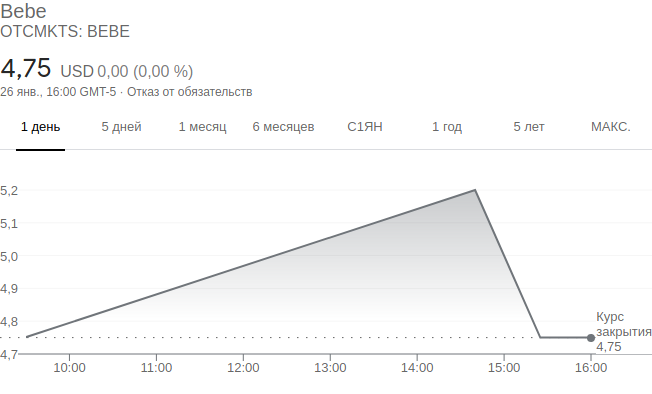 Bebe
OTCMKTS: BEBE
4,75 USD 0,00 (0,00 %)
26 янв., 16:00 GMT-5 · Отказ от обязательств
1 день 5 дней 1 месяц 6 месяцев С1ЯН 1 год 5 лет МАКС.
5,2
5,1
5,0
4,9
4,8
4,7
Курс
закрытия
4,75
10:00 11:00 12:00 13:00 14:00 15:00 16:00